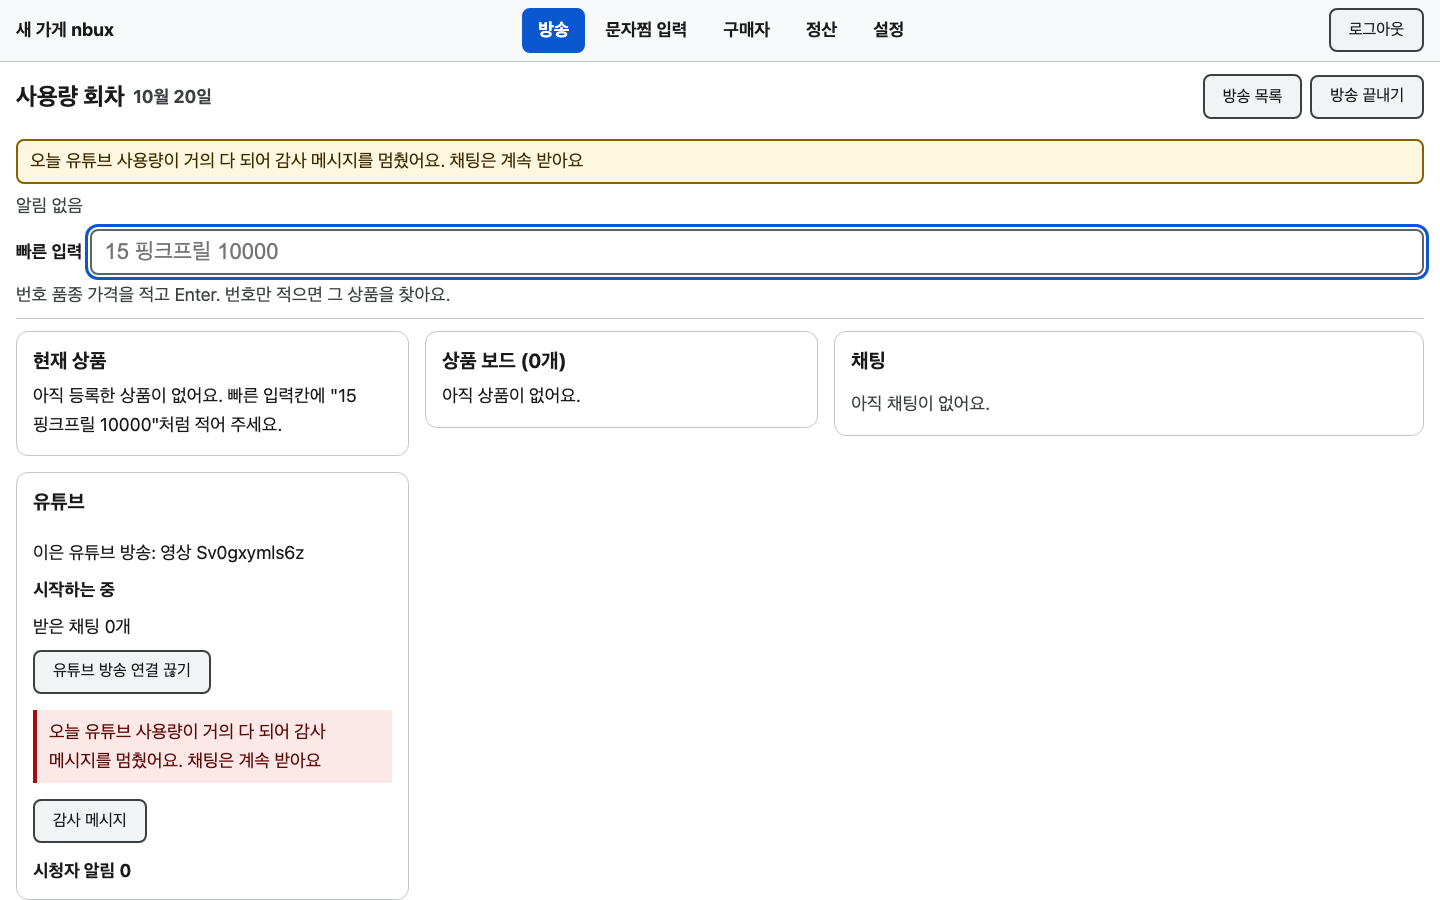 새 가게 nbux
방송
문자찜 입력
구매자
정산
설정
로그아웃
사용량 회차 10월 20일
방송 목록
방송 끝내기
오늘 유튜브 사용량이 거의 다 되어 감사 메시지를 멈췄어요. 채팅은 계속 받아요
알림 없음
빠른 입력
15 핑크프릴 10000
번호 품종 가격을 적고 Enter. 번호만 적으면 그 상품을 찾아요.
현재 상품
아직 등록한 상품이 없어요. 빠른 입력칸에 "15
핑크프릴 10000"처럼 적어 주세요.
상품 보드 (0개)
아직 상품이 없어요.
채팅
아직 채팅이 없어요.
유튜브
이은 유튜브 방송: 영상 Sv0gxymls6z
시작하는 중
받은 채팅 0개
유튜브 방송 연결 끊기
오늘 유튜브 사용량이 거의 다 되어 감사
메시지를 멈췄어요. 채팅은 계속 받아요
감사 메시지
시청자 알림 0